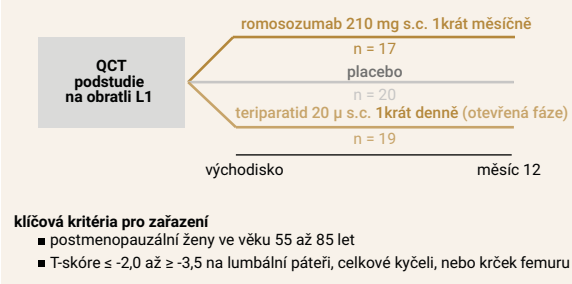 romosozumab 210 mg s.c. 1krát měsíčně
n = 17
QCT
podstudie
na obratli L1
placebo
n = 20
teriparatid 20 µ s.c. 1krát denně (otevřená fáze)
n = 19
východisko
měsíc 12
klíčová kritéria pro zařazení
■ postmenopauzální ženy ve věku 55 až 85 let
■ T-skóre ≤ -2,0 až ≥ -3,5 na lumbální páteři, celkové kyčeli, nebo krček femuru